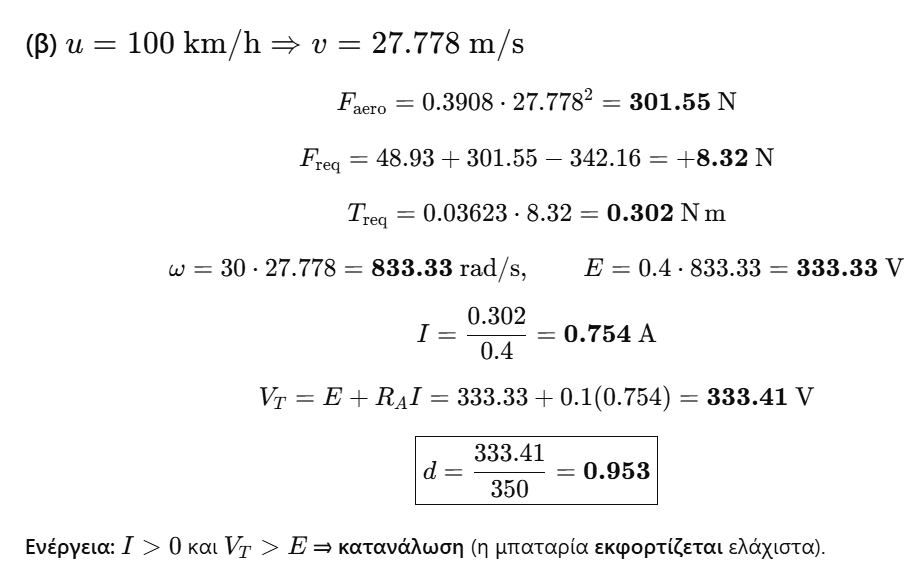 (β) u = 100 km/h ⇒ v = 27.778 m/s
F_aero = 0.3908 · 27.778² = 301.55 N
F_req = 48.93 + 301.55 − 342.16 = +8.32 N
T_req = 0.03623 · 8.32 = 0.302 N m
ω = 30 · 27.778 = 833.33 rad/s, E = 0.4 · 833.33 = 333.33 V
I = 0.302/0.4 = 0.754 A
V_T = E + R_A I = 333.33 + 0.1(0.754) = 333.41 V
d = 333.41/350 = 0.953
Ενέργεια: I > 0 και V_T > E ⇒ κατανάλωση (η μπαταρία εκφορτίζεται ελάχιστα).